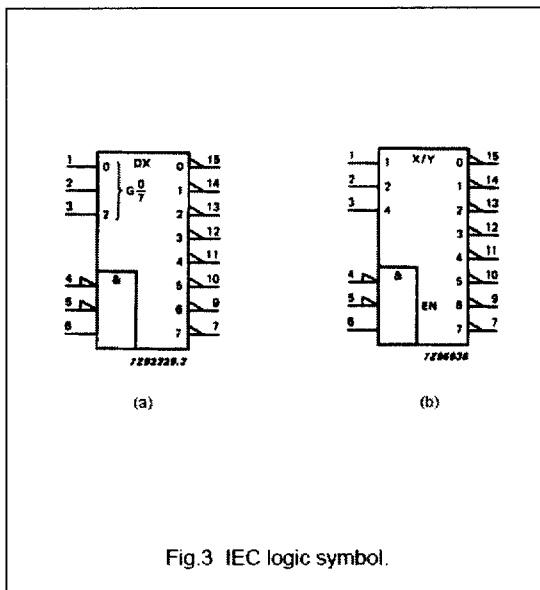 DX
X/Y
1 0 0 15
2 G 0/7 1 14
3 2 2 13
3 12
4 11
4 & 5 10
5 6 9
6 7 7
7Z92929.2
1 1 0 15
2 2 1 14
3 4 2 13
3 12
4 11
4 & 5 10
5 EN 6 9
6 7 7
(a)
(b)
Fig.3 IEC logic symbol.